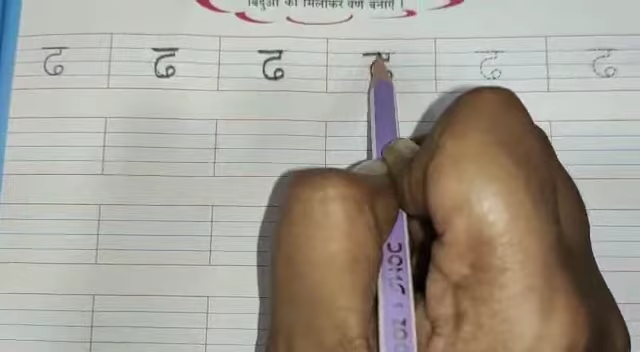 बिंदुओं को मिलाकर वर्ण बनाएँ।
ढ ढ ढ ढ ढ